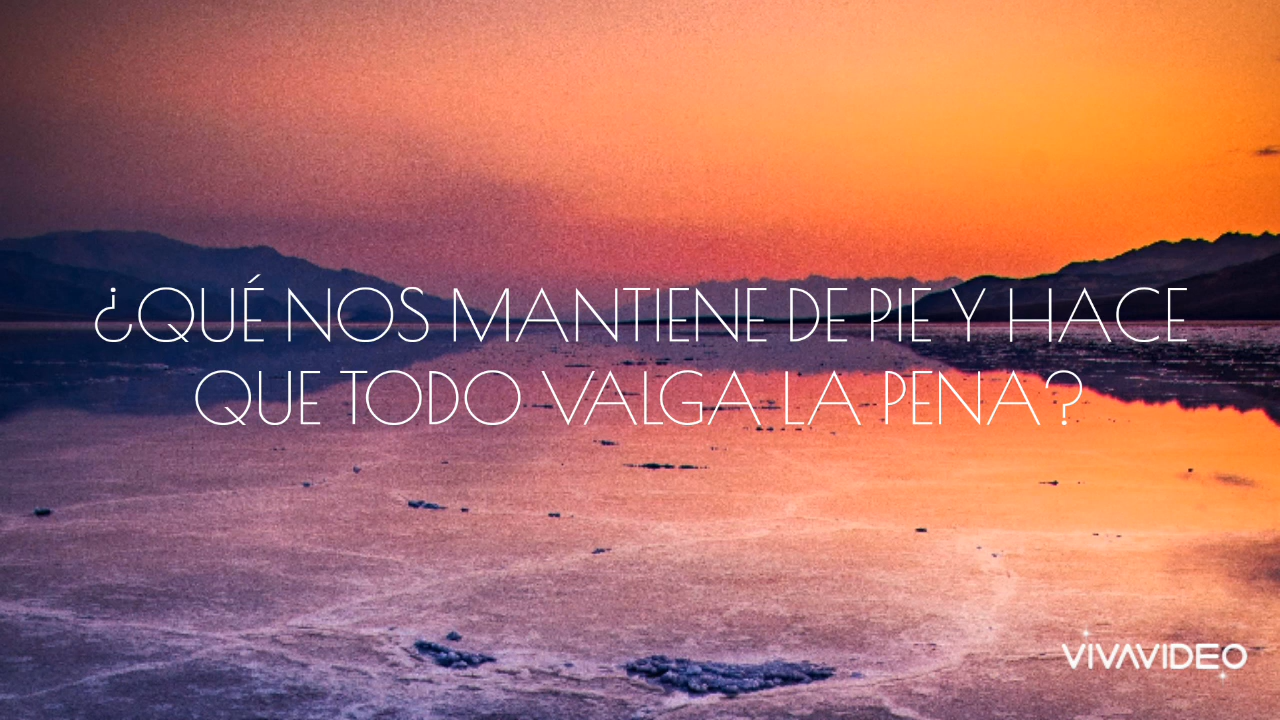 ¿QUÉ NOS MANTIENE DE PIE Y HACE
QUE TODO VALGA LA PENA?
VIVAVIDEO